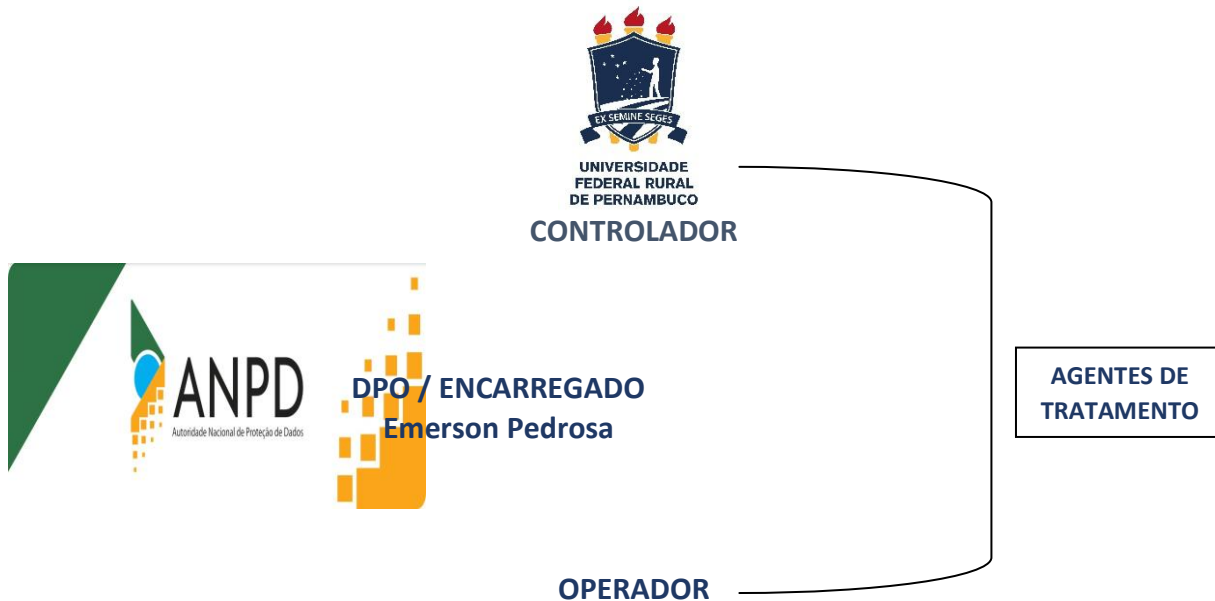 EX SEMINE SEGES
UNIVERSIDADE
FEDERAL RURAL
DE PERNAMBUCO
CONTROLADOR
ANPD
Autoridade Nacional de Proteção de Dados
DPO / ENCARREGADO
Emerson Pedrosa
AGENTES DE
TRATAMENTO
OPERADOR